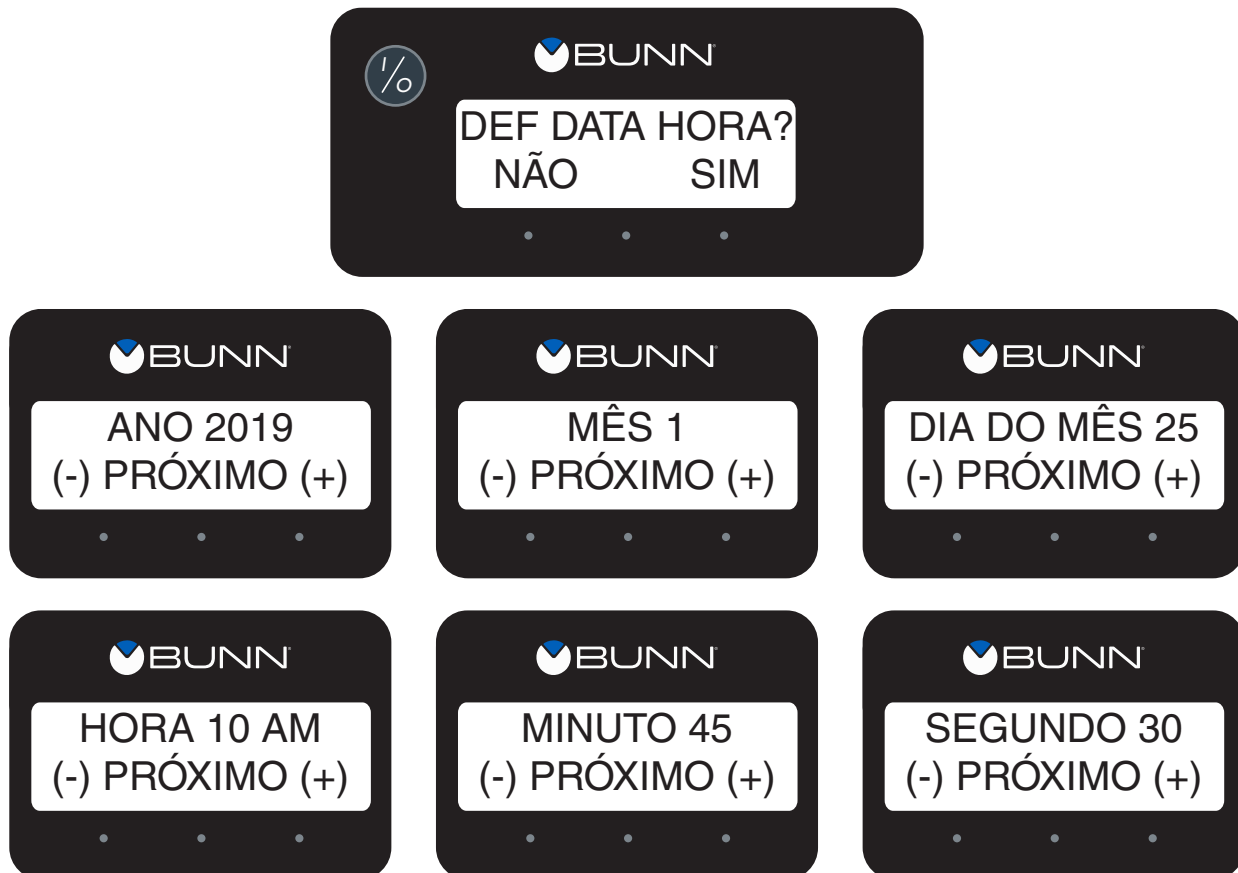 I/O
BUNN
DEF DATA HORA?
NÃO SIM
BUNN
ANO 2019
(-) PRÓXIMO (+)
BUNN
MÊS 1
(-) PRÓXIMO (+)
BUNN
DIA DO MÊS 25
(-) PRÓXIMO (+)
BUNN
HORA 10 AM
(-) PRÓXIMO (+)
BUNN
MINUTO 45
(-) PRÓXIMO (+)
BUNN
SEGUNDO 30
(-) PRÓXIMO (+)